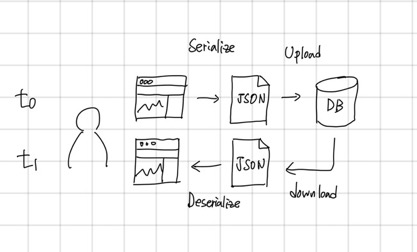 Serialize
Upload
t0
JSON
DB
t1
JSON
Deserialize
download